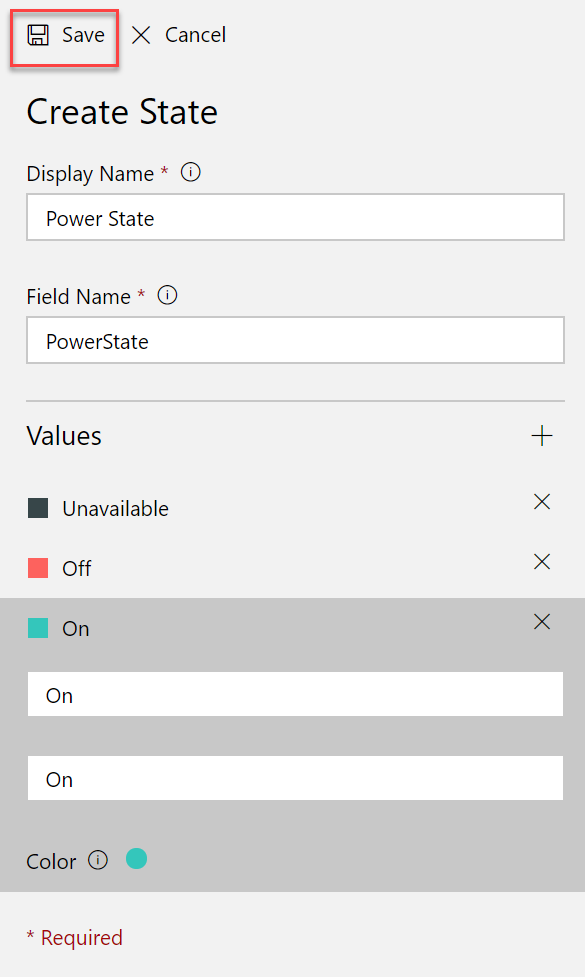 Save Cancel
Create State
Display Name *
Power State
Field Name *
PowerState
Values
Unavailable
Off
On
On
On
Color
* Required